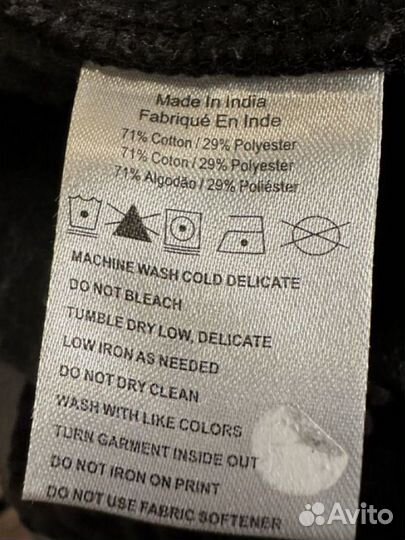 Made In India
Fabriqué En Inde
71% Cotton / 29% Polyester
71% Coton / 29% Polyester
71% Algodão / 29% Poliéster
MACHINE WASH COLD DELICATE
DO NOT BLEACH
TUMBLE DRY LOW, DELICATE
LOW IRON AS NEEDED
DO NOT DRY CLEAN
WASH WITH LIKE COLORS
TURN GARMENT INSIDE OUT
DO NOT IRON ON PRINT
DO NOT USE FABRIC SOFTENER
Avito